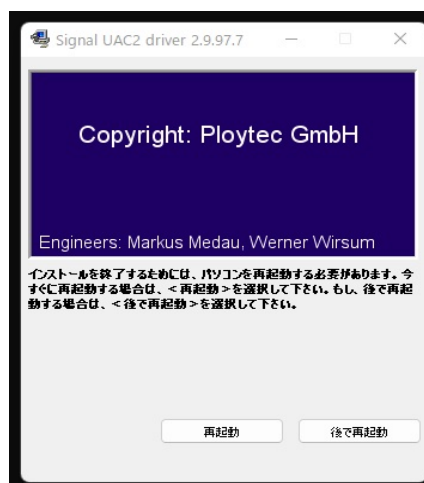 Signal UAC2 driver 2.9.97.7
Copyright: Ploytec GmbH
Engineers: Markus Medau, Werner Wirsum
インストールを終了するためには、パソコンを再起動する必要があります。今
すぐに再起動する場合は、<再起動>を選択して下さい。もし、後で再起
動する場合は、<後で再起動>を選択して下さい。
再起動
後で再起動